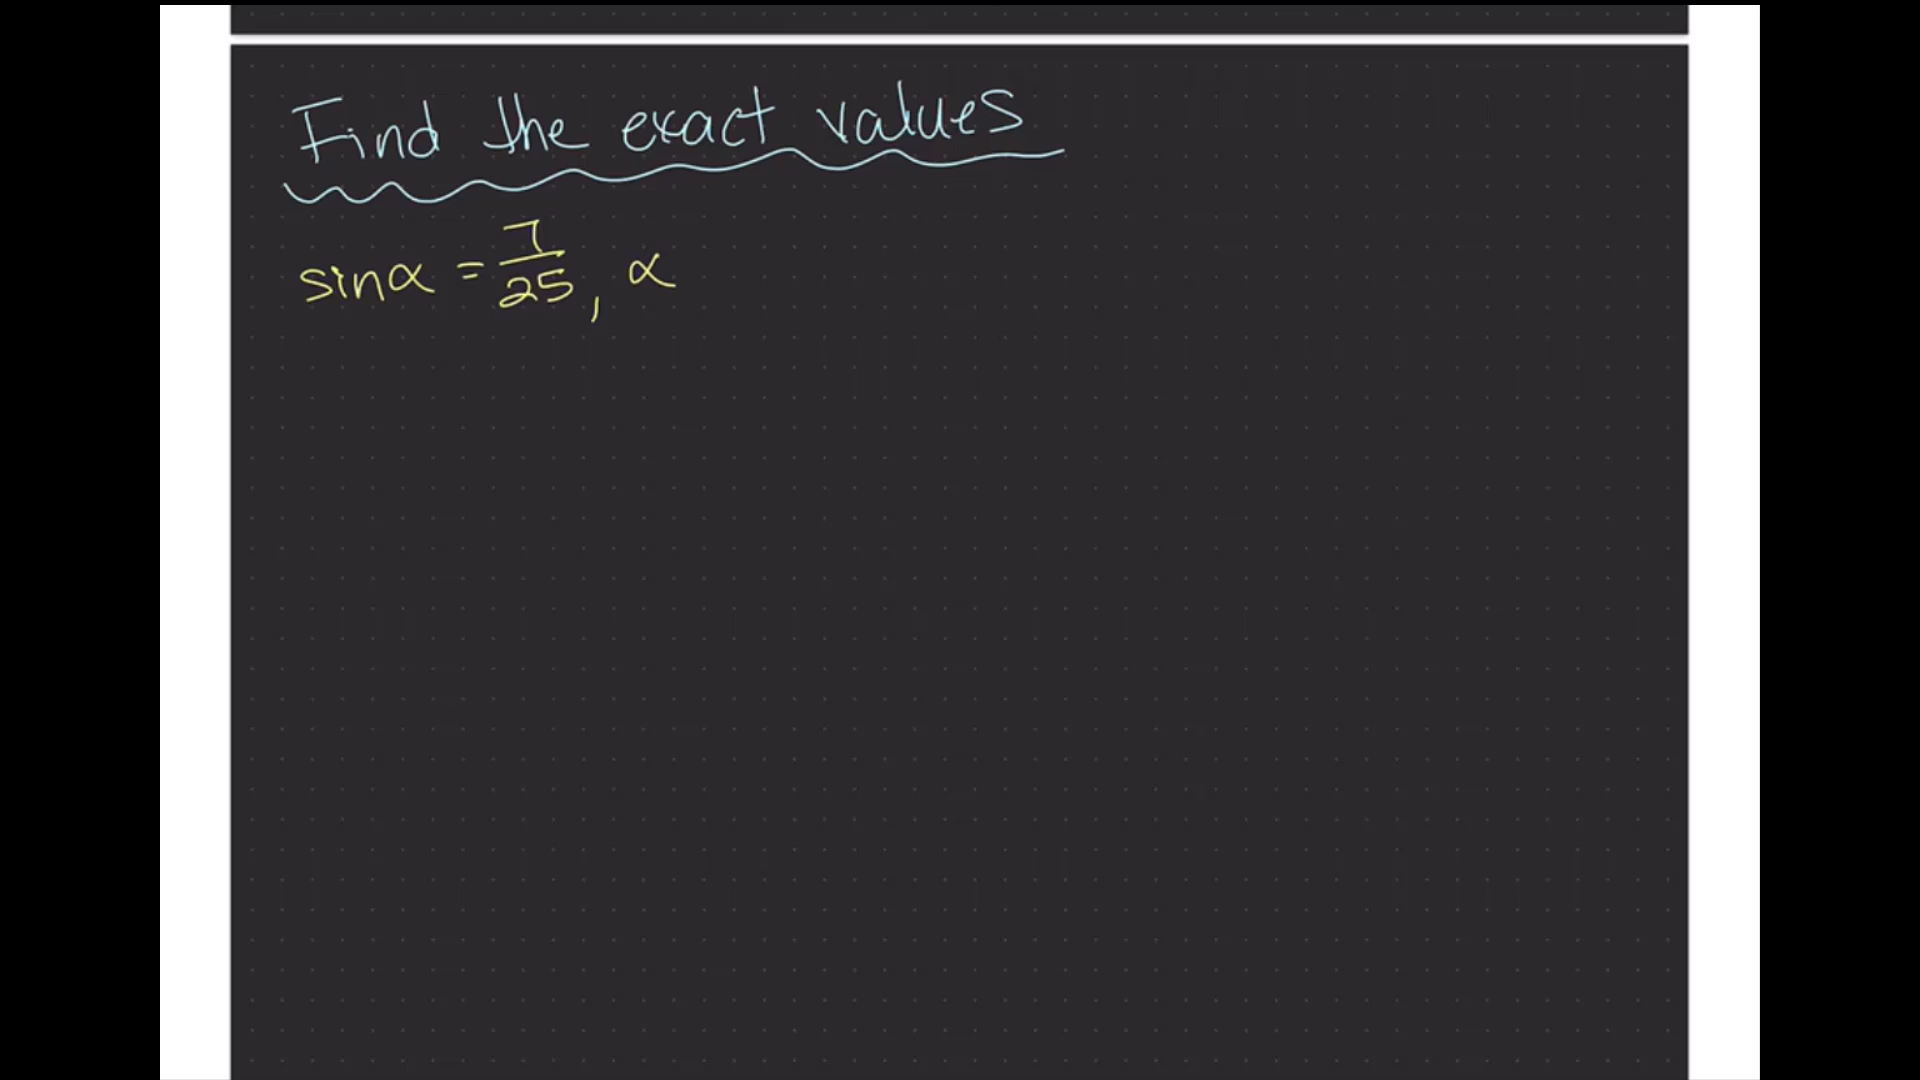 Find the exact values
sinα = 7/25, α